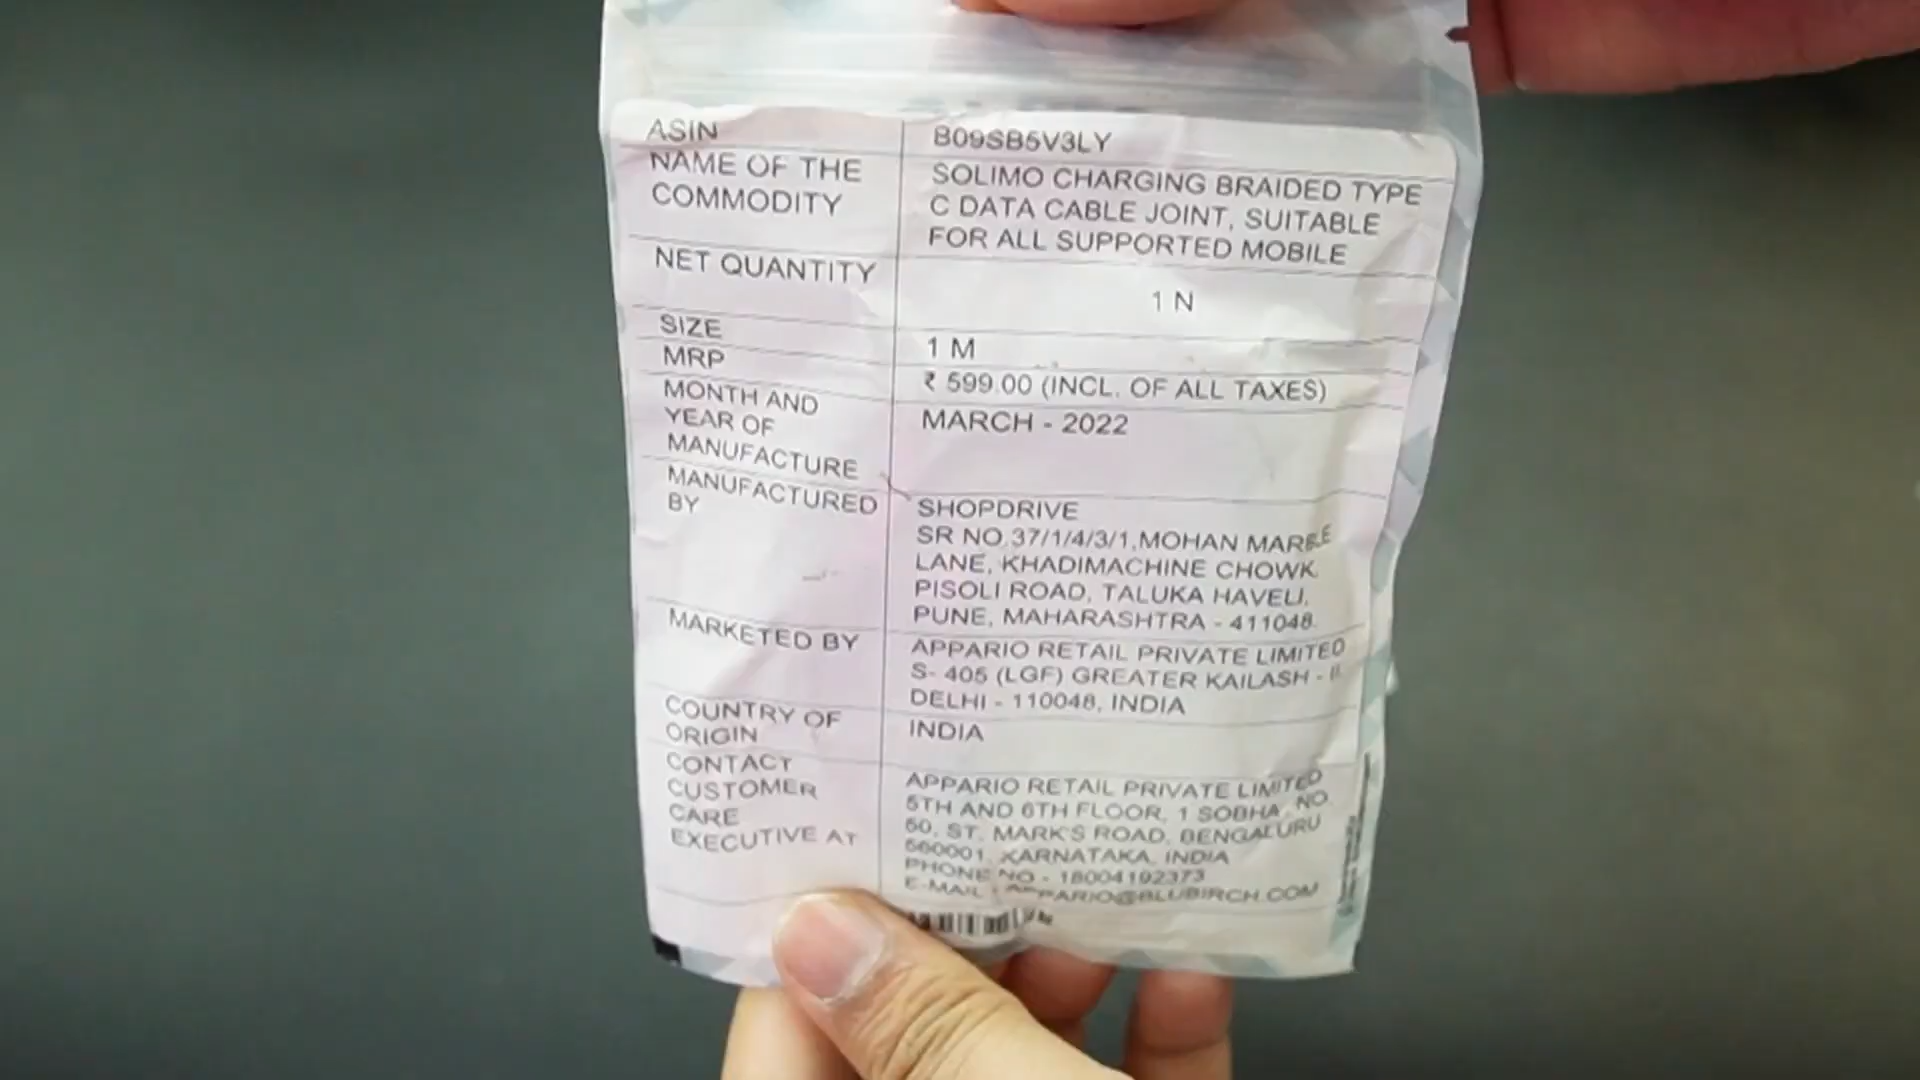 ASIN
B09SB5V3LY
NAME OF THE
COMMODITY
SOLIMO CHARGING BRAIDED TYPE
C DATA CABLE JOINT, SUITABLE
FOR ALL SUPPORTED MOBILE
NET QUANTITY
1 N
SIZE
1 M
MRP
₹ 599.00 (INCL. OF ALL TAXES)
MONTH AND
YEAR OF
MANUFACTURE
MARCH - 2022
MANUFACTURED
BY
SHOPDRIVE
SR NO.37/1/4/3/1,MOHAN MARBLE
LANE, KHADIMACHINE CHOWK,
PISOLI ROAD, TALUKA HAVELI,
PUNE, MAHARASHTRA - 411048.
MARKETED BY
APPARIO RETAIL PRIVATE LIMITED
S- 405 (LGF) GREATER KAILASH - II,
DELHI - 110048, INDIA
COUNTRY OF
ORIGIN
INDIA
CONTACT
CUSTOMER
CARE
EXECUTIVE AT
APPARIO RETAIL PRIVATE LIMITED
5TH AND 6TH FLOOR, 1 SOBHA, NO.
50, ST. MARK'S ROAD, BENGALURU
560001, KARNATAKA, INDIA
PHONE NO - 18004192373
E-MAIL : APPARIO@BLUBIRCH.COM